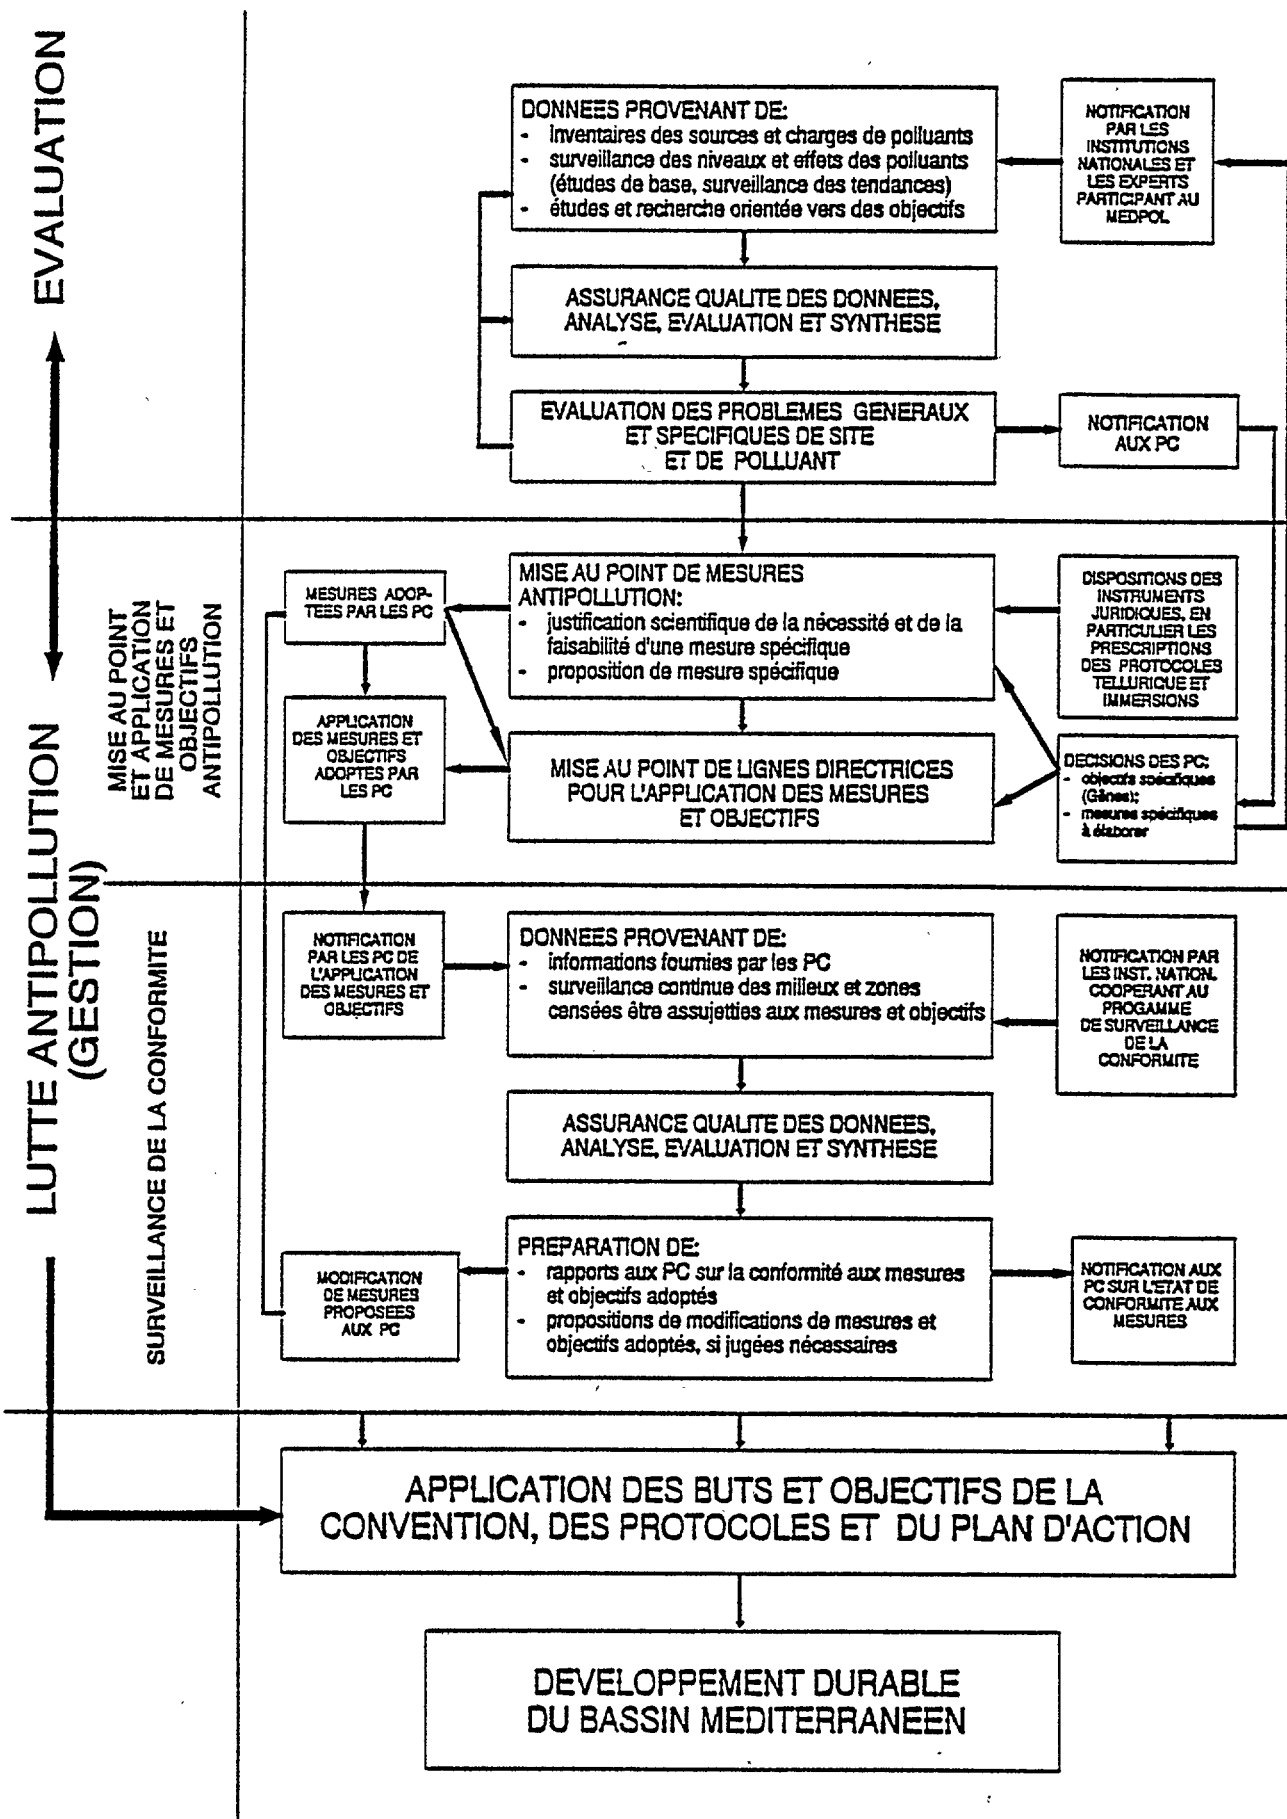 EVALUATION
DONNEES PROVENANT DE:
- inventaires des sources et charges de polluants
- surveillance des niveaux et effets des polluants
(études de base, surveillance des tendances)
- études et recherche orientée vers des objectifs
NOTIFICATION
PAR LES
INSTITUTIONS
NATIONALES ET
LES EXPERTS
PARTICIPANT AU
MEDPOL
ASSURANCE QUALITE DES DONNEES,
ANALYSE, EVALUATION ET SYNTHESE
EVALUATION DES PROBLEMES GENERAUX
ET SPECIFIQUES DE SITE
ET DE POLLUANT
NOTIFICATION
AUX PC
LUTTE ANTIPOLLUTION
(GESTION)
MISE AU POINT
ET APPLICATION
DE MESURES ET
OBJECTIFS
ANTIPOLLUTION
MESURES ADOP-
TEES PAR LES PC
MISE AU POINT DE MESURES
ANTIPOLLUTION:
- justification scientifique de la nécessité et de la
faisabilité d'une mesure spécifique
- proposition de mesure spécifique
DISPOSITIONS DES
INSTRUMENTS
JURIDIQUES, EN
PARTICULIER LES
PRESCRIPTIONS
DES PROTOCOLES
TELLURIQUE ET
IMMERSIONS
APPLICATION
DES MESURES ET
OBJECTIFS
ADOPTES PAR
LES PC
MISE AU POINT DE LIGNES DIRECTRICES
POUR L'APPLICATION DES MESURES
ET OBJECTIFS
DECISIONS DES PC:
- objectifs spécifiques
(Gênes);
- mesures spécifiques
à élaborer
SURVEILLANCE DE LA CONFORMITE
NOTIFICATION
PAR LES PC DE
L'APPLICATION
DES MESURES ET
OBJECTIFS
DONNEES PROVENANT DE:
- informations fournies par les PC
- surveillance continue des milieux et zones
censées être assujetties aux mesures et objectifs
NOTIFICATION PAR
LES INST. NATION.
COOPERANT AU
PROGAMME
DE SURVEILLANCE
DE LA
CONFORMITE
ASSURANCE QUALITE DES DONNEES,
ANALYSE, EVALUATION ET SYNTHESE
MODIFICATION
DE MESURES
PROPOSEES
AUX PC
PREPARATION DE:
- rapports aux PC sur la conformité aux mesures
et objectifs adoptés
- propositions de modifications de mesures et
objectifs adoptés, si jugées nécessaires
NOTIFICATION AUX
PC SUR L'ETAT DE
CONFORMITE AUX
MESURES
APPLICATION DES BUTS ET OBJECTIFS DE LA
CONVENTION, DES PROTOCOLES ET DU PLAN D'ACTION
DEVELOPPEMENT DURABLE
DU BASSIN MEDITERRANEEN